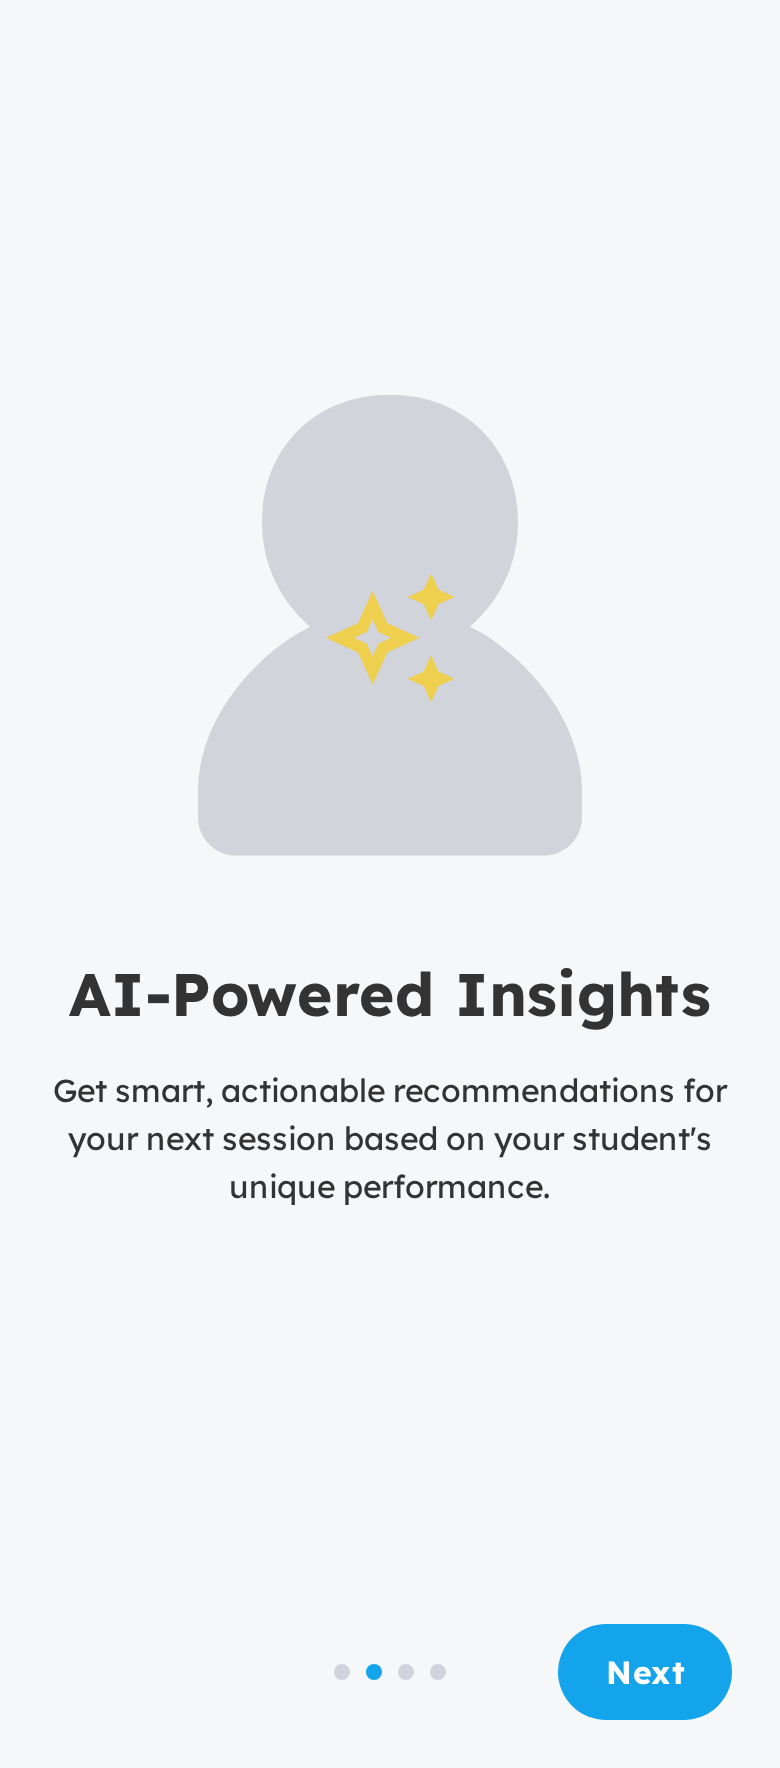 AI-Powered Insights
Get smart, actionable recommendations for
your next session based on your student's
unique performance.
Next